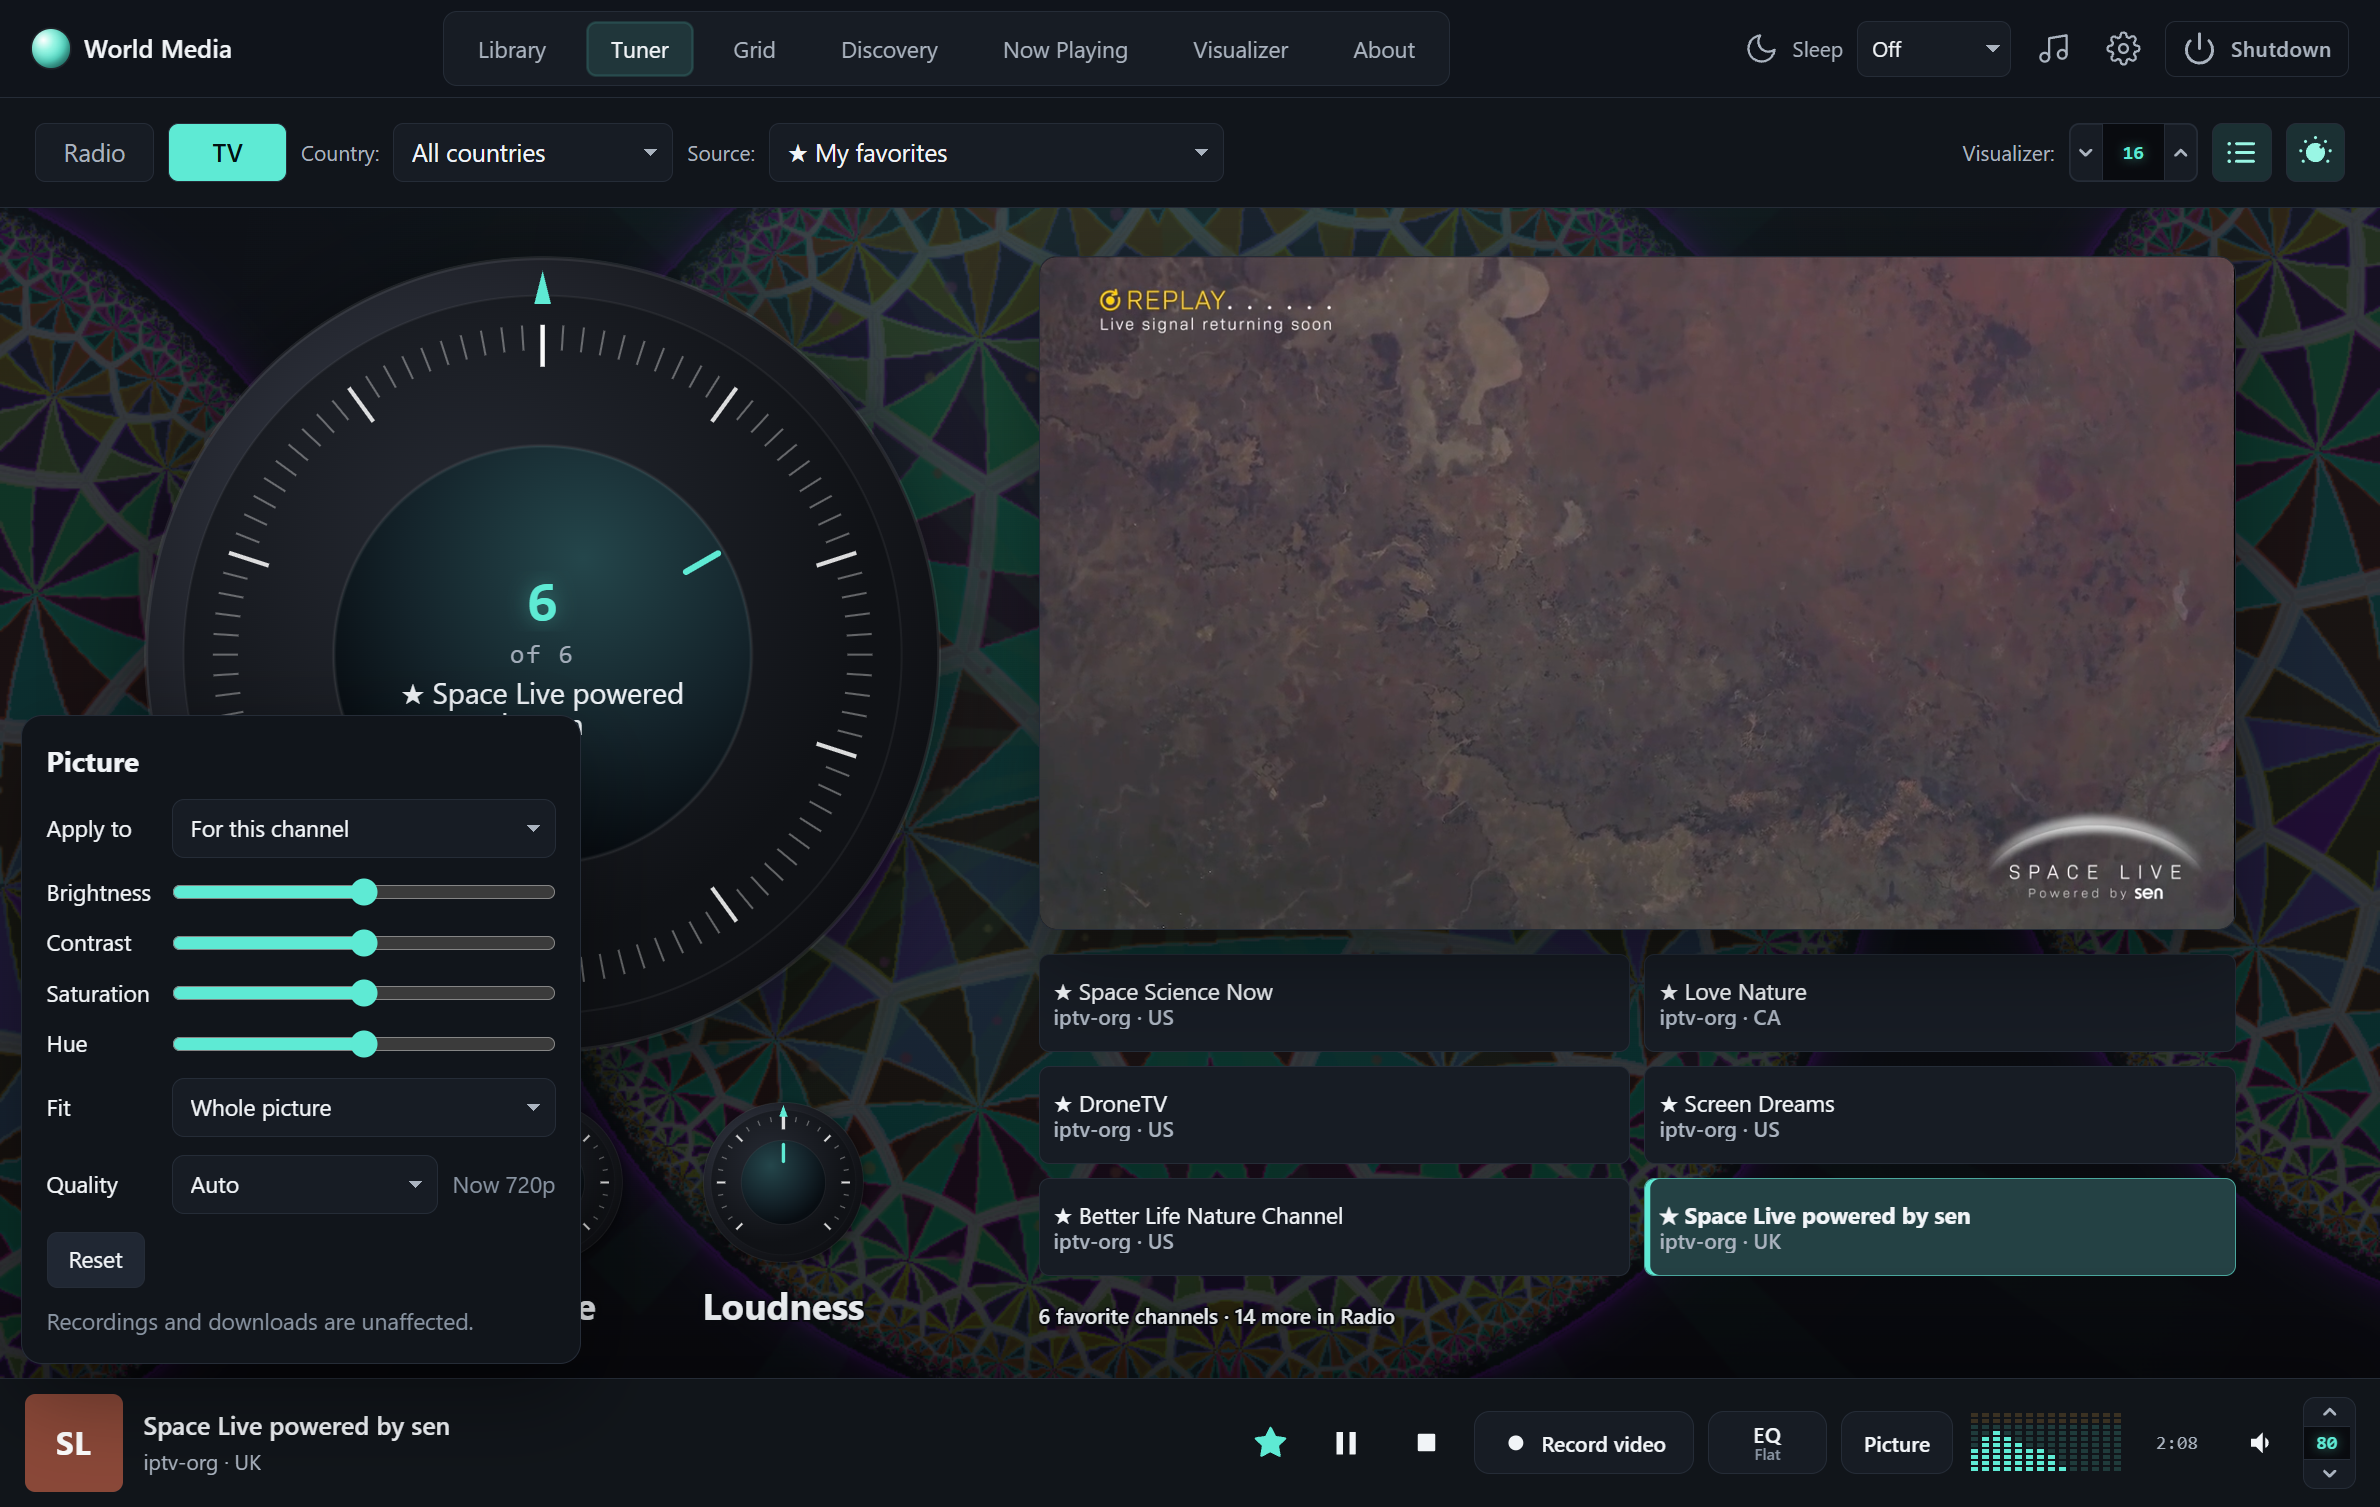 World Media
Library
Tuner
Grid
Discovery
Now Playing
Visualizer
About
Sleep
Off
Shutdown
Radio
TV
Country:
All countries
Source:
★ My favorites
Visualizer:
16
REPLAY......
Live signal returning soon
6
of 6
★ Space Live powered
SPACE LIVE
Powered by sen
Picture
Apply to
For this channel
Brightness
Contrast
Saturation
Hue
Fit
Whole picture
Quality
Auto
Now 720p
Reset
Recordings and downloads are unaffected.
Loudness
★ Space Science Now
iptv-org · US
★ Love Nature
iptv-org · CA
★ DroneTV
iptv-org · US
★ Screen Dreams
iptv-org · US
★ Better Life Nature Channel
iptv-org · US
★ Space Live powered by sen
iptv-org · UK
6 favorite channels · 14 more in Radio
SL
Space Live powered by sen
iptv-org · UK
Record video
EQ
Flat
Picture
2:08
80